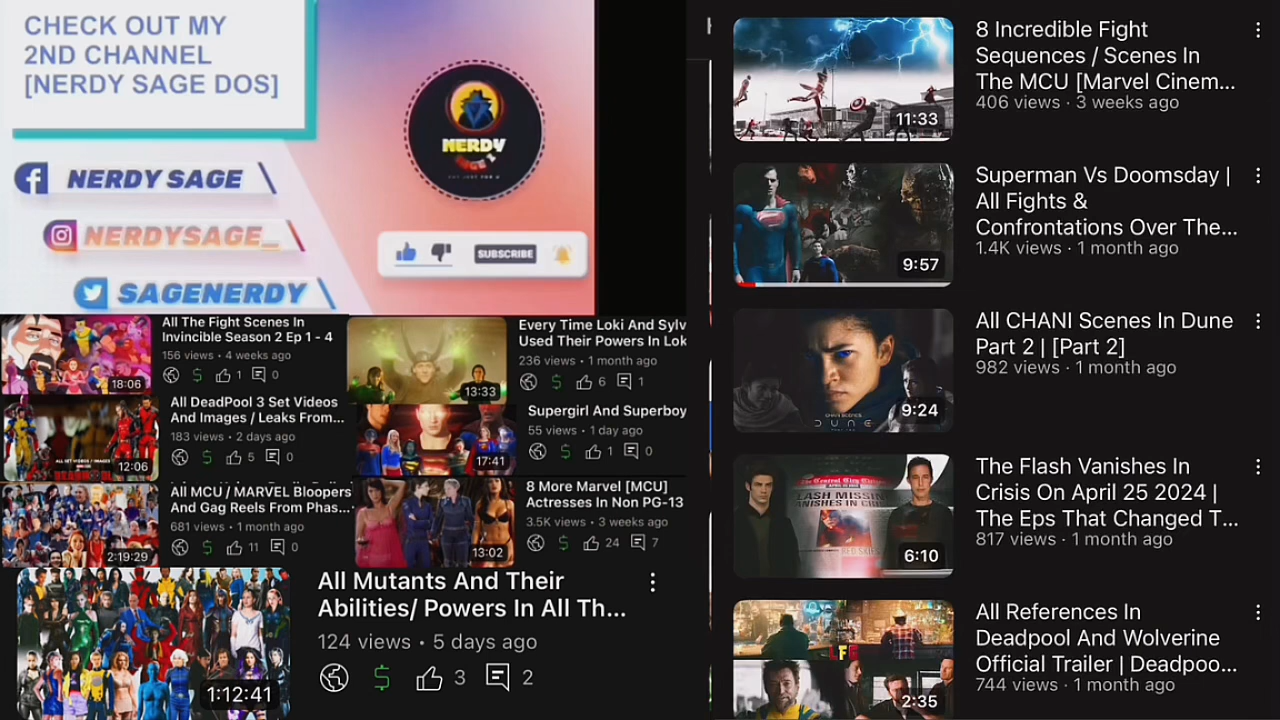 CHECK OUT MY
2ND CHANNEL
[NERDY SAGE DOS]
NERDY
NERDY SAGE
NERDYSAGE_
SAGENERDY
SUBSCRIBE
All The Fight Scenes In
Invincible Season 2 Ep 1 - 4
156 views • 4 weeks ago
1 0
18:06
Every Time Loki And Sylv
Used Their Powers In Lok
236 views • 1 month ago
6 1
13:33
All DeadPool 3 Set Videos
And Images / Leaks From...
183 views • 2 days ago
$ 5 0
12:06
Supergirl And Superboy
55 views • 1 day ago
$ 1 0
17:41
All MCU / MARVEL Bloopers
And Gag Reels From Phas...
681 views • 1 month ago
$ 11 0
2:19:29
8 More Marvel [MCU]
Actresses In Non PG-13
3.5K views • 3 weeks ago
$ 24 7
13:02
All Mutants And Their
Abilities/ Powers In All Th...
124 views • 5 days ago
$ 3 2
1:12:41
8 Incredible Fight
Sequences / Scenes In
The MCU [Marvel Cinem...
406 views · 3 weeks ago
11:33
Superman Vs Doomsday |
All Fights &
Confrontations Over The...
1.4K views · 1 month ago
9:57
All CHANI Scenes In Dune
Part 2 | [Part 2]
982 views · 1 month ago
9:24
CHANI SCENES
DUNE
The Flash Vanishes In
Crisis On April 25 2024 |
The Eps That Changed T...
817 views · 1 month ago
6:10
All References In
Deadpool And Wolverine
Official Trailer | Deadpoo...
744 views · 1 month ago
2:35